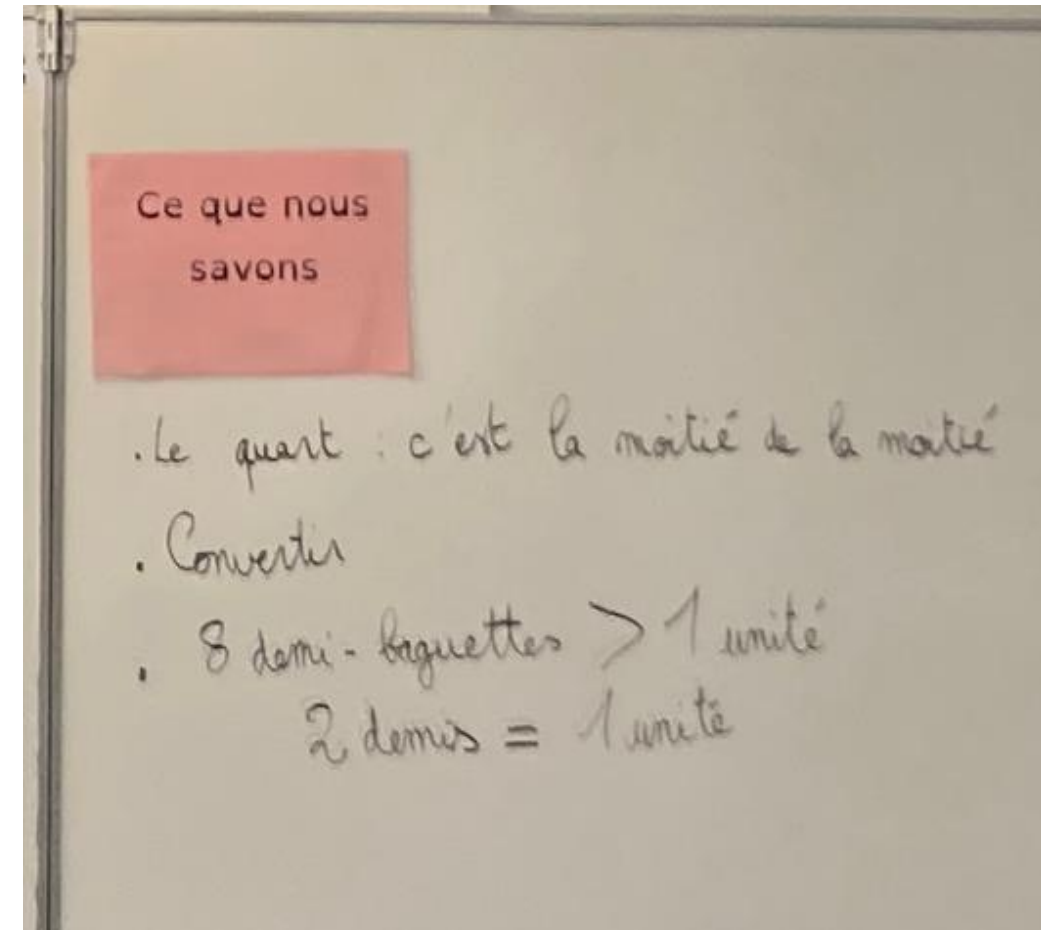 Ce que nous
savons
. Le quart : c'est la moitié de la moitié
. Convertir
. 8 demi-baguettes > 1 unité
2 demis = 1 unité